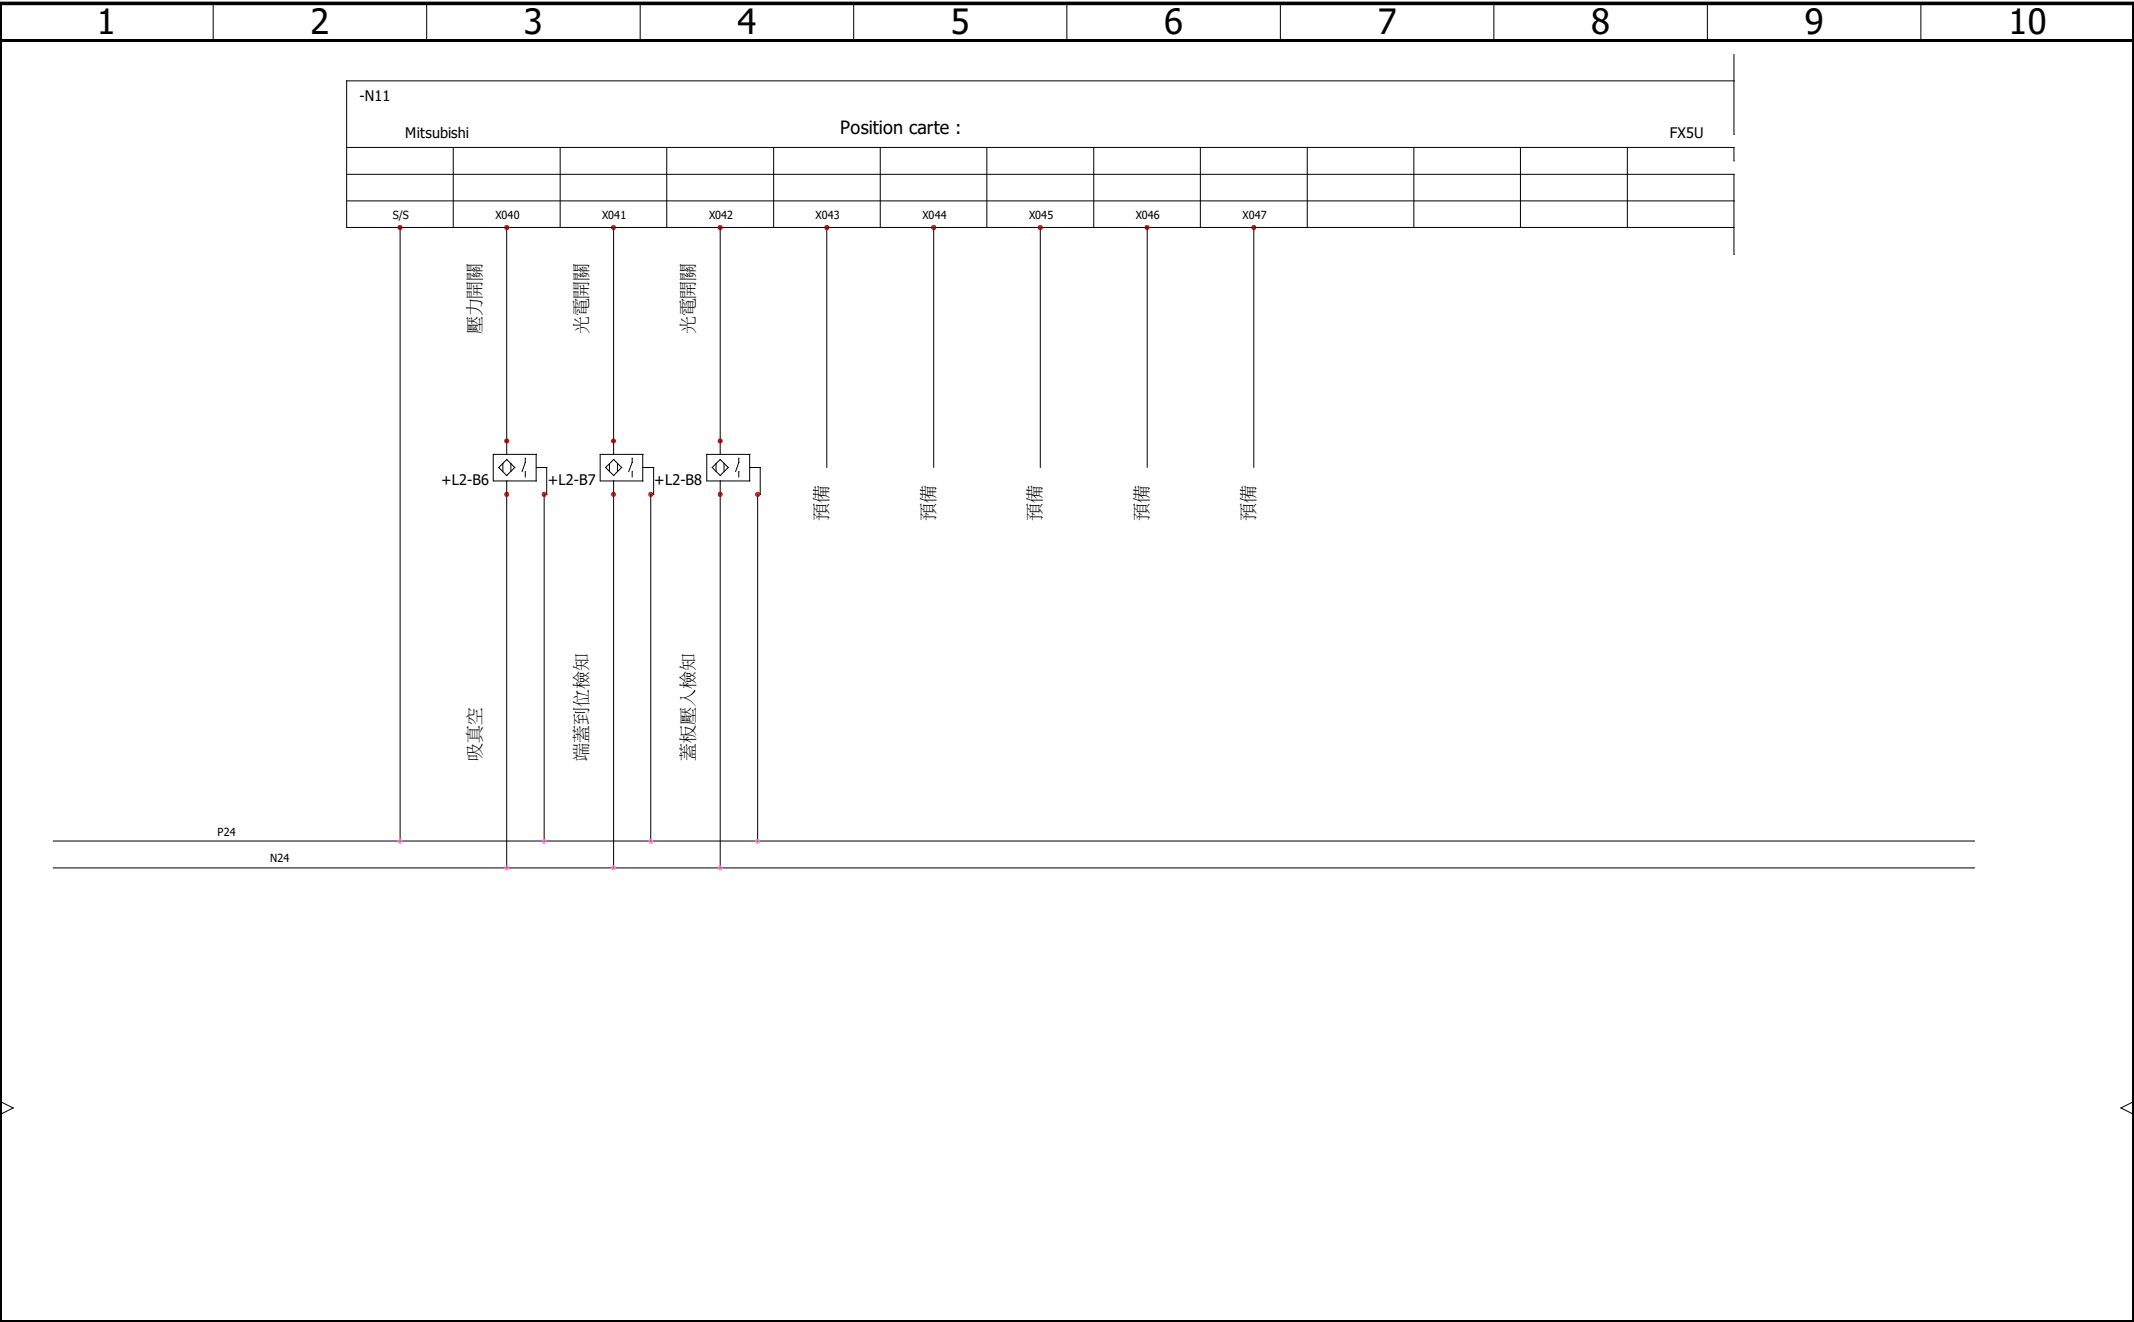 1 2 3 4 5 6 7 8 9 10
-N11
Mitsubishi Position carte : FX5U
S/S X040 X041 X042 X043 X044 X045 X046 X047
壓力開關
光電開關
光電開關
+L2-B6 +L2-B7 +L2-B8
預備
預備
預備
預備
預備
吸真空
端蓋到位檢知
蓋板壓入檢知
P24
N24